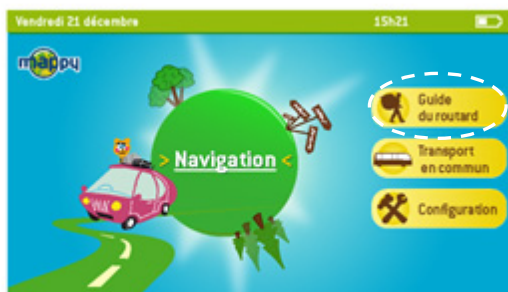 Vendredi 21 décembre
15h21
mappy
Guide
du routard
> Navigation <
Transport
en commun
Configuration